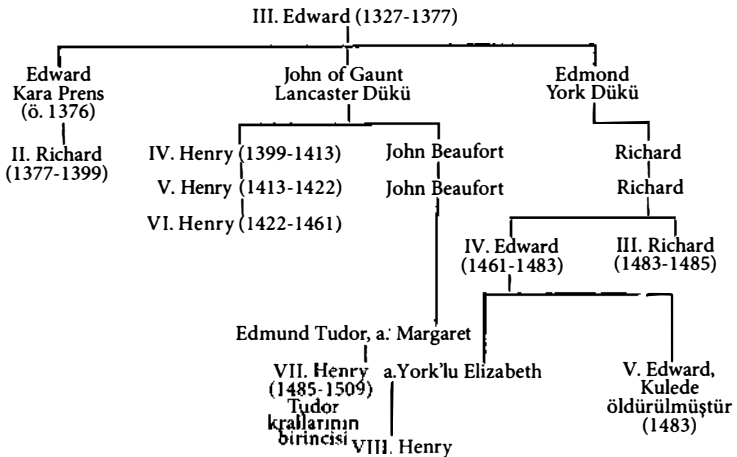 III. Edward (1327-1377)
Edward
Kara Prens
(ö. 1376)
John of Gaunt
Lancaster Dükü
Edmond
York Dükü
II. Richard
(1377-1399)
IV. Henry (1399-1413)
John Beaufort
Richard
V. Henry (1413-1422)
John Beaufort
Richard
VI. Henry (1422-1461)
IV. Edward
(1461-1483)
III. Richard
(1483-1485)
Edmund Tudor, a. Margaret
VII. Henry
(1485-1509)
Tudor
krallarının
birincisi
a.York'lu Elizabeth
V. Edward,
Kulede
öldürülmüştür
(1483)
VIII. Henry